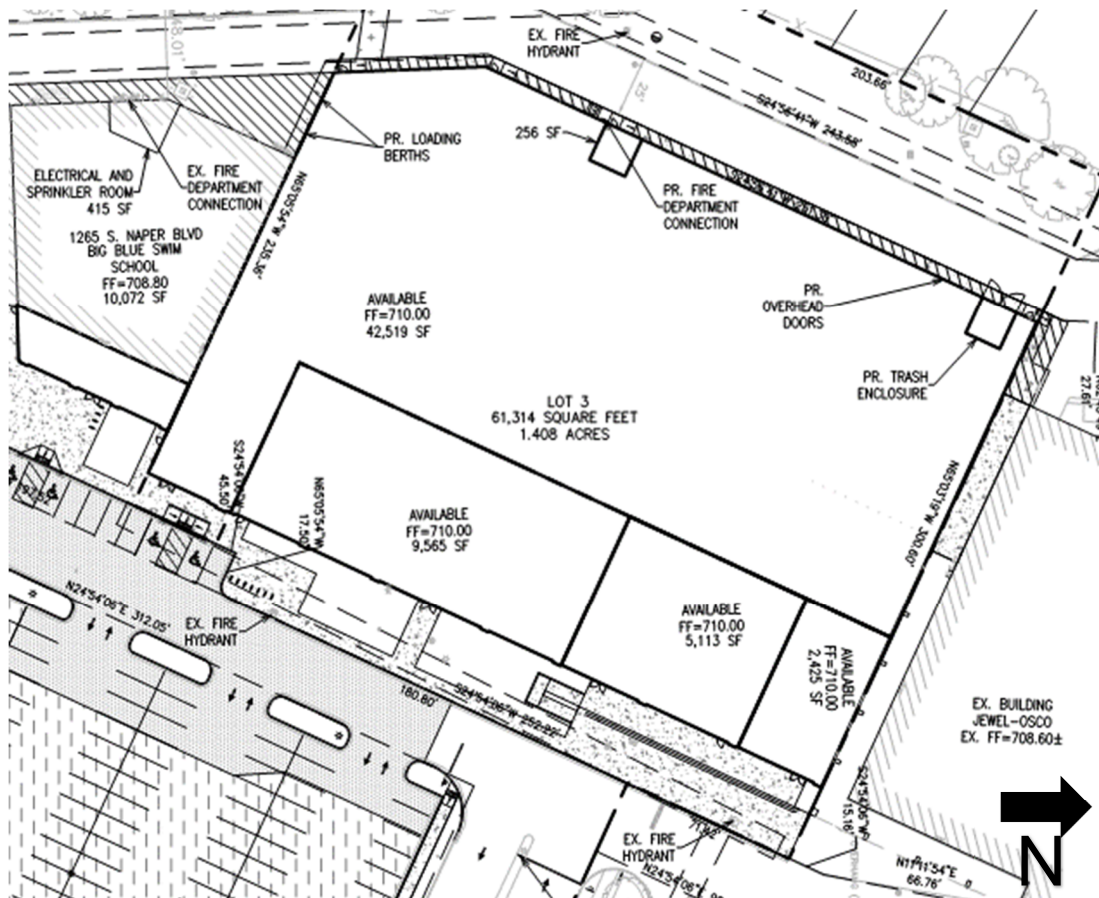 48.01'
EX. FIRE
HYDRANT
203.66'
S24°56'41"W 243.58'
25'
256 SF
PR. LOADING
BERTHS
ELECTRICAL AND
SPRINKLER ROOM
415 SF
EX. FIRE
DEPARTMENT
CONNECTION
PR. FIRE
DEPARTMENT
CONNECTION
1265 S. NAPER BLVD
BIG BLUE SWIM
SCHOOL
FF=708.80
10,072 SF
N65°05'54"W 235.36'
AVAILABLE
FF=710.00
42,519 SF
PR.
OVERHEAD
DOORS
PR. TRASH
ENCLOSURE
27.61'
LOT 3
61,314 SQUARE FEET
1.408 ACRES
45.50'
N65°05'54"W
17.50'
AVAILABLE
FF=710.00
9,565 SF
N65°03'19"W 300.60'
N24°54'06"E 312.05'
EX. FIRE
HYDRANT
AVAILABLE
FF=710.00
5,113 SF
AVAILABLE
FF=710.00
2,425 SF
180.80'
S24°54'06"W 252.22'
EX. BUILDING
JEWEL-OSCO
EX. FF=708.60±
S24°54'06"W
15.16'
EX. FIRE
HYDRANT
N24°54'06"E
N11°11'54"E
66.76'
N